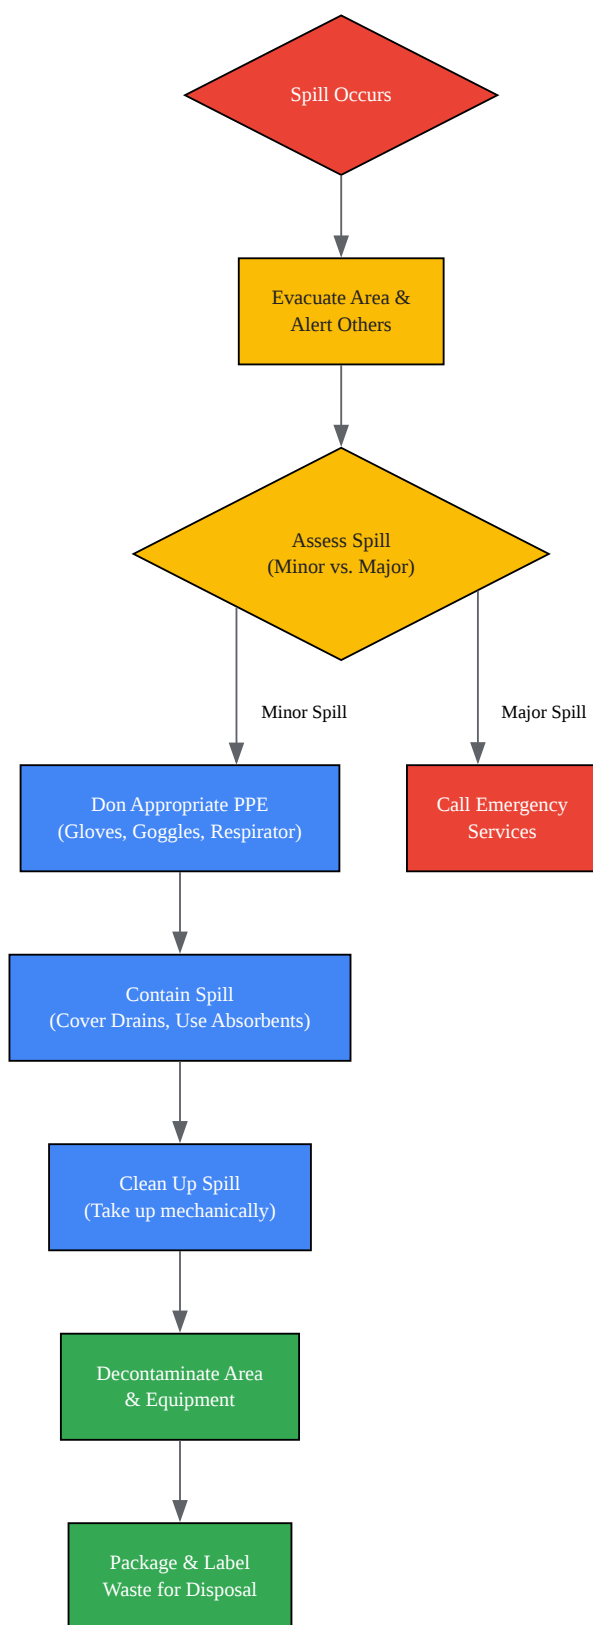 Spill Occurs
Evacuate Area &
Alert Others
Assess Spill
(Minor vs. Major)
Minor Spill
Major Spill
Don Appropriate PPE
(Gloves, Goggles, Respirator)
Call Emergency
Services
Contain Spill
(Cover Drains, Use Absorbents)
Clean Up Spill
(Take up mechanically)
Decontaminate Area
& Equipment
Package & Label
Waste for Disposal